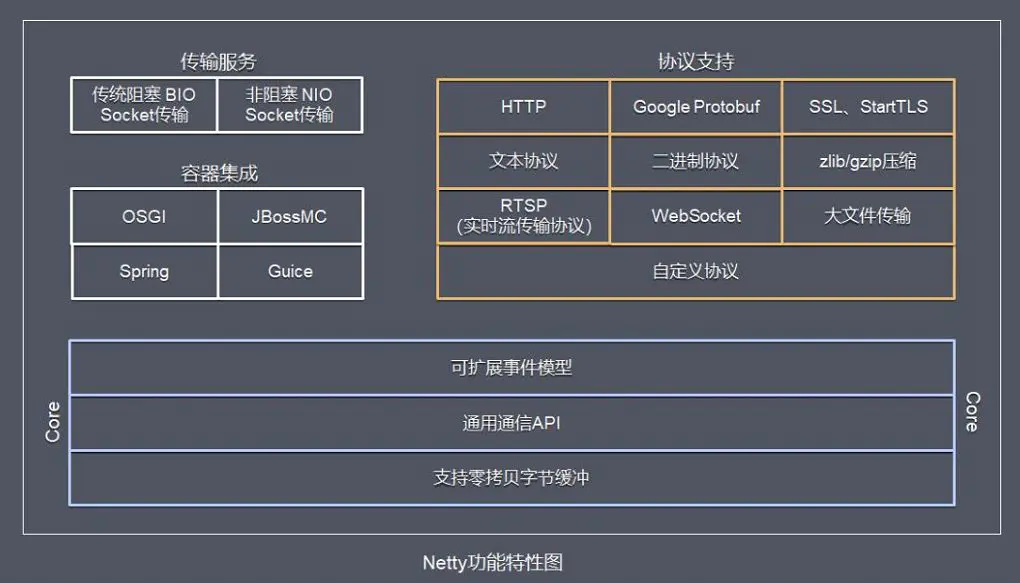 传输服务
传统阻塞 BIO
Socket传输
非阻塞 NIO
Socket传输
容器集成
OSGI
JBossMC
Spring
Guice
协议支持
HTTP
Google Protobuf
SSL、StartTLS
文本协议
二进制协议
zlib/gzip压缩
RTSP
(实时流传输协议)
WebSocket
大文件传输
自定义协议
Core
可扩展事件模型
通用通信API
支持零拷贝字节缓冲
Core
Netty功能特性图